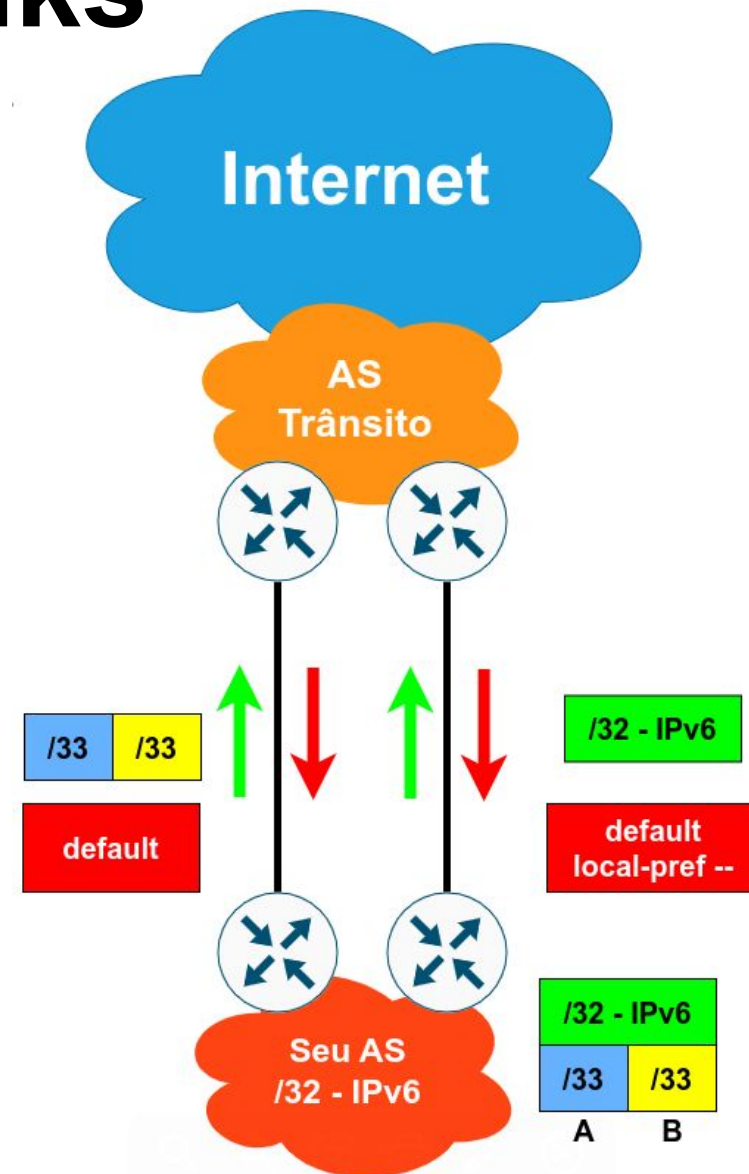 Internet
AS
Trânsito
/33 /33
/32 - IPv6
default
default
local-pref --
Seu AS
/32 - IPv6
/32 - IPv6
/33 /33
A B